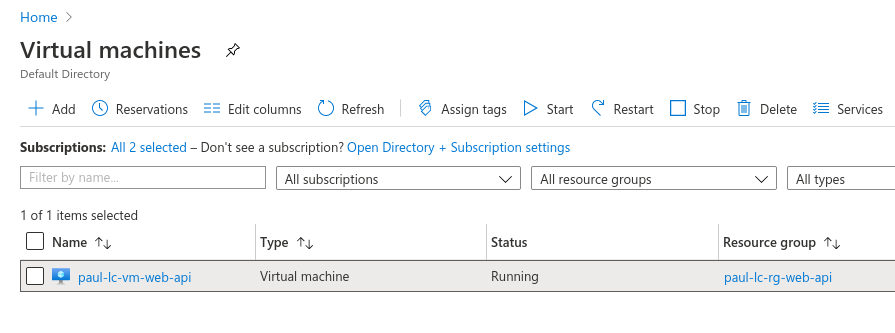 Home
Virtual machines
Default Directory
Add Reservations Edit columns Refresh Assign tags Start Restart Stop Delete Services
Subscriptions: All 2 selected – Don't see a subscription? Open Directory + Subscription settings
Filter by name... All subscriptions All resource groups All types
1 of 1 items selected
Name Type Status Resource group
paul-lc-vm-web-api Virtual machine Running paul-lc-rg-web-api